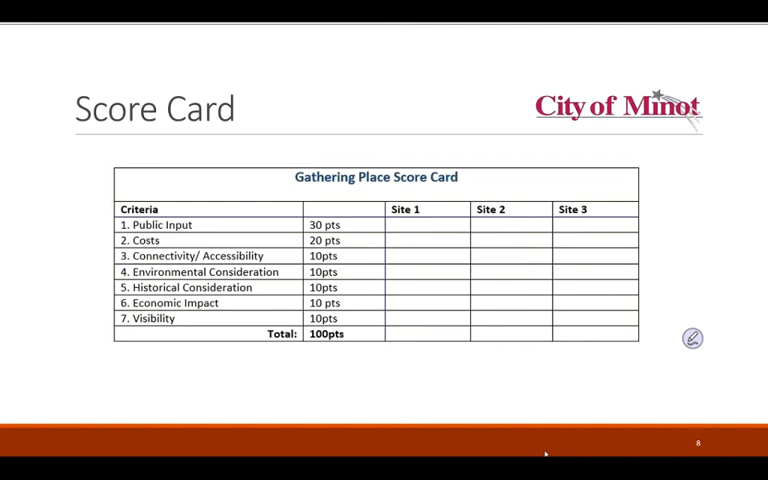 Score Card
City of Minot
Gathering Place Score Card
Criteria Site 1 Site 2 Site 3
1. Public Input 30 pts
2. Costs 20 pts
3. Connectivity/ Accessibility 10pts
4. Environmental Consideration 10pts
5. Historical Consideration 10pts
6. Economic Impact 10 pts
7. Visibility 10pts
Total: 100pts
8